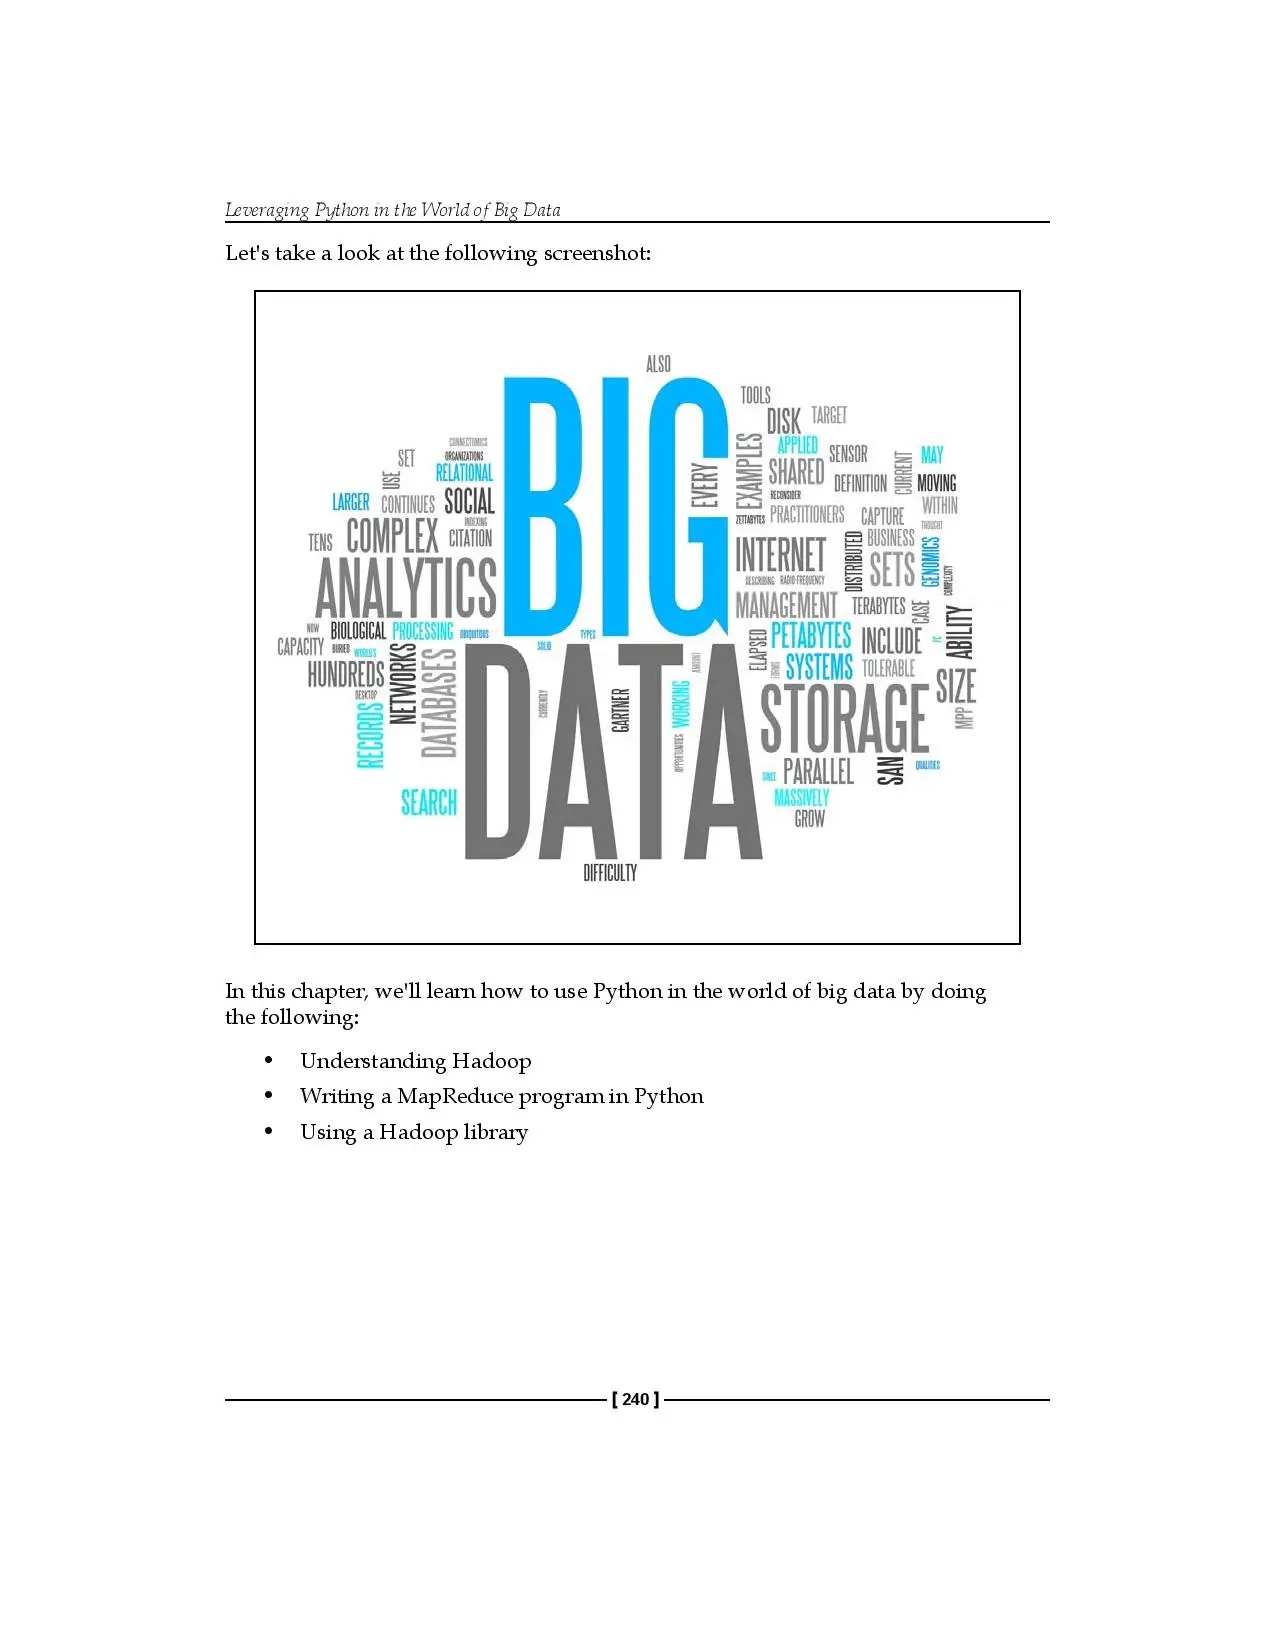 Leveraging Python in the World of Big Data
Let's take a look at the following screenshot:
ALSO
BIG
TOOLS
DISK
TARGET
CONNECTOMICS
ORGANIZATIONS
SET
RELATIONAL
USE
EVERY
EXAMPLES
APPLIED
SENSOR
CURRENT
MAY
SHARED
DEFINITION
MOVING
LARGER
CONTINUES
SOCIAL
RECONSIDER
WITHIN
INDEXING
ZETTABYTES
PRACTITIONERS
CAPTURE
THOUGHT
TENS
COMPLEX
CITATION
INTERNET
DISTRIBUTED
BUSINESS
GENOMICS
ANALYTICS
DESCRIBING
RADIO-FREQUENCY
SETS
COMPLEXITY
MANAGEMENT
TERABYTES
CASE
ABILITY
NOW
BIOLOGICAL
PROCESSING
UBIQUITOUS
TYPES
ELAPSED
PETABYTES
INCLUDE
PC
CAPACITY
BURIED
WORLD'S
SOLID
DATA
AMOUNT
FORMS
SYSTEMS
TOLERABLE
HUNDREDS
NETWORKS
DATABASES
SIZE
DESKTOP
CURRENTLY
GARTNER
WORKING
STORAGE
MPP
RECORDS
OPPORTUNITIES
SINCE
PARALLEL
SAN
QUALITIES
SEARCH
MASSIVELY
GROW
DIFFICULTY
In this chapter, we'll learn how to use Python in the world of big data by doing
the following:
• Understanding Hadoop
• Writing a MapReduce program in Python
• Using a Hadoop library
[ 240 ]